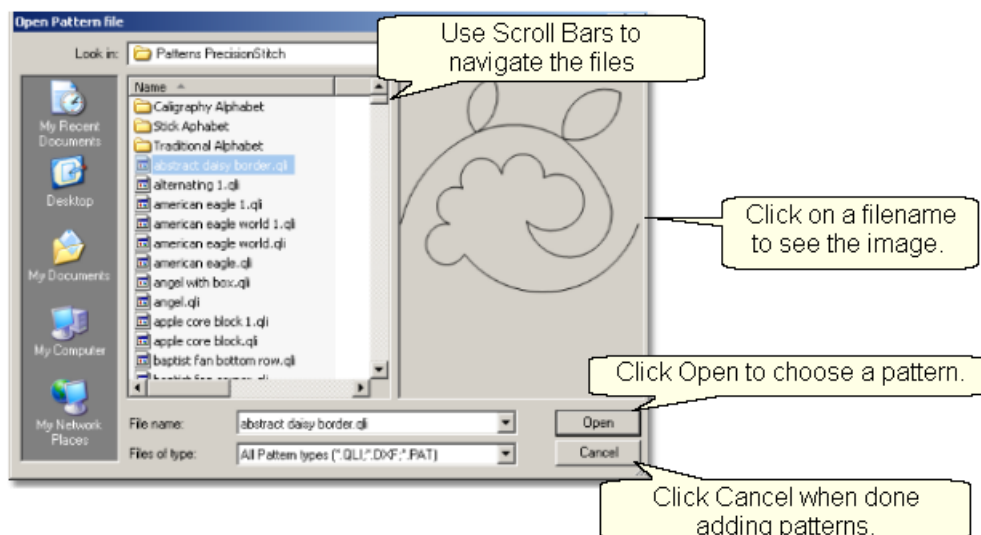 Open Pattern file
Use Scroll Bars to
navigate the files
Look in:
Patterns PrecisionStitch
Name
My Recent
Documents
Desktop
My Documents
My Computer
My Network
Places
Caligraphy Alphabet
Stick Aphabet
Traditional Alphabet
abstract daisy border.qli
alternating 1.qli
american eagle 1.qli
american eagle world 1.qli
american eagle world.qli
american eagle.qli
angel with box.qli
angel.qli
apple core block 1.qli
apple core block.qli
baptist fan bottom row.qli
Click on a filename
to see the image.
Click Open to choose a pattern.
File name:
abstract daisy border.qli
Open
Files of type:
All Pattern types (*.QLI;*.DXF;*.PAT)
Cancel
Click Cancel when done
adding patterns.